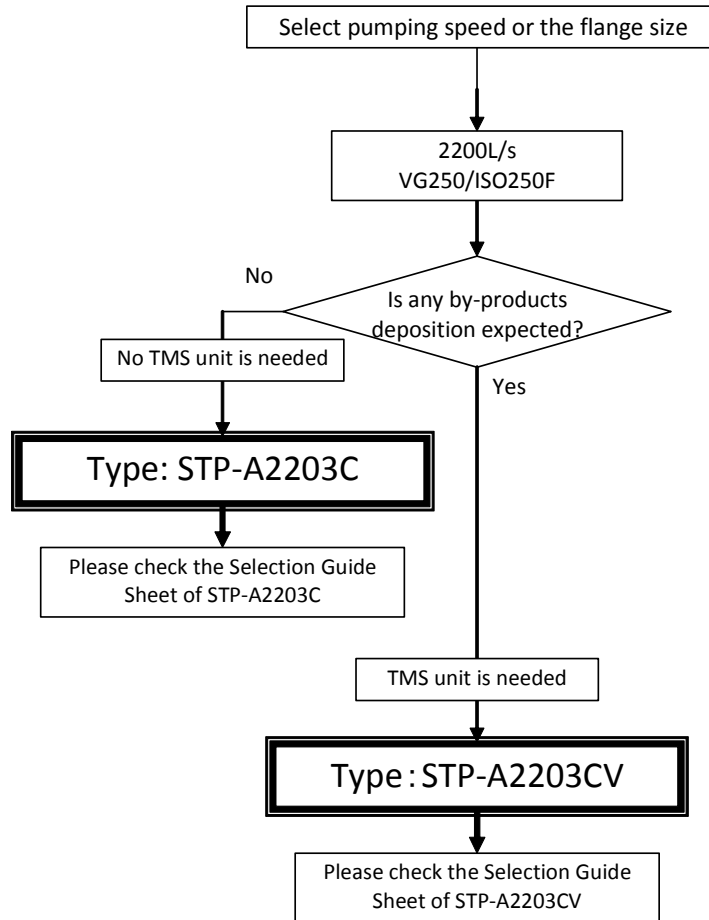 Select pumping speed or the flange size
2200L/s
VG250/ISO250F
No
Is any by-products
deposition expected?
No TMS unit is needed
Yes
Type: STP-A2203C
Please check the Selection Guide
Sheet of STP-A2203C
TMS unit is needed
Type：STP-A2203CV
Please check the Selection Guide
Sheet of STP-A2203CV